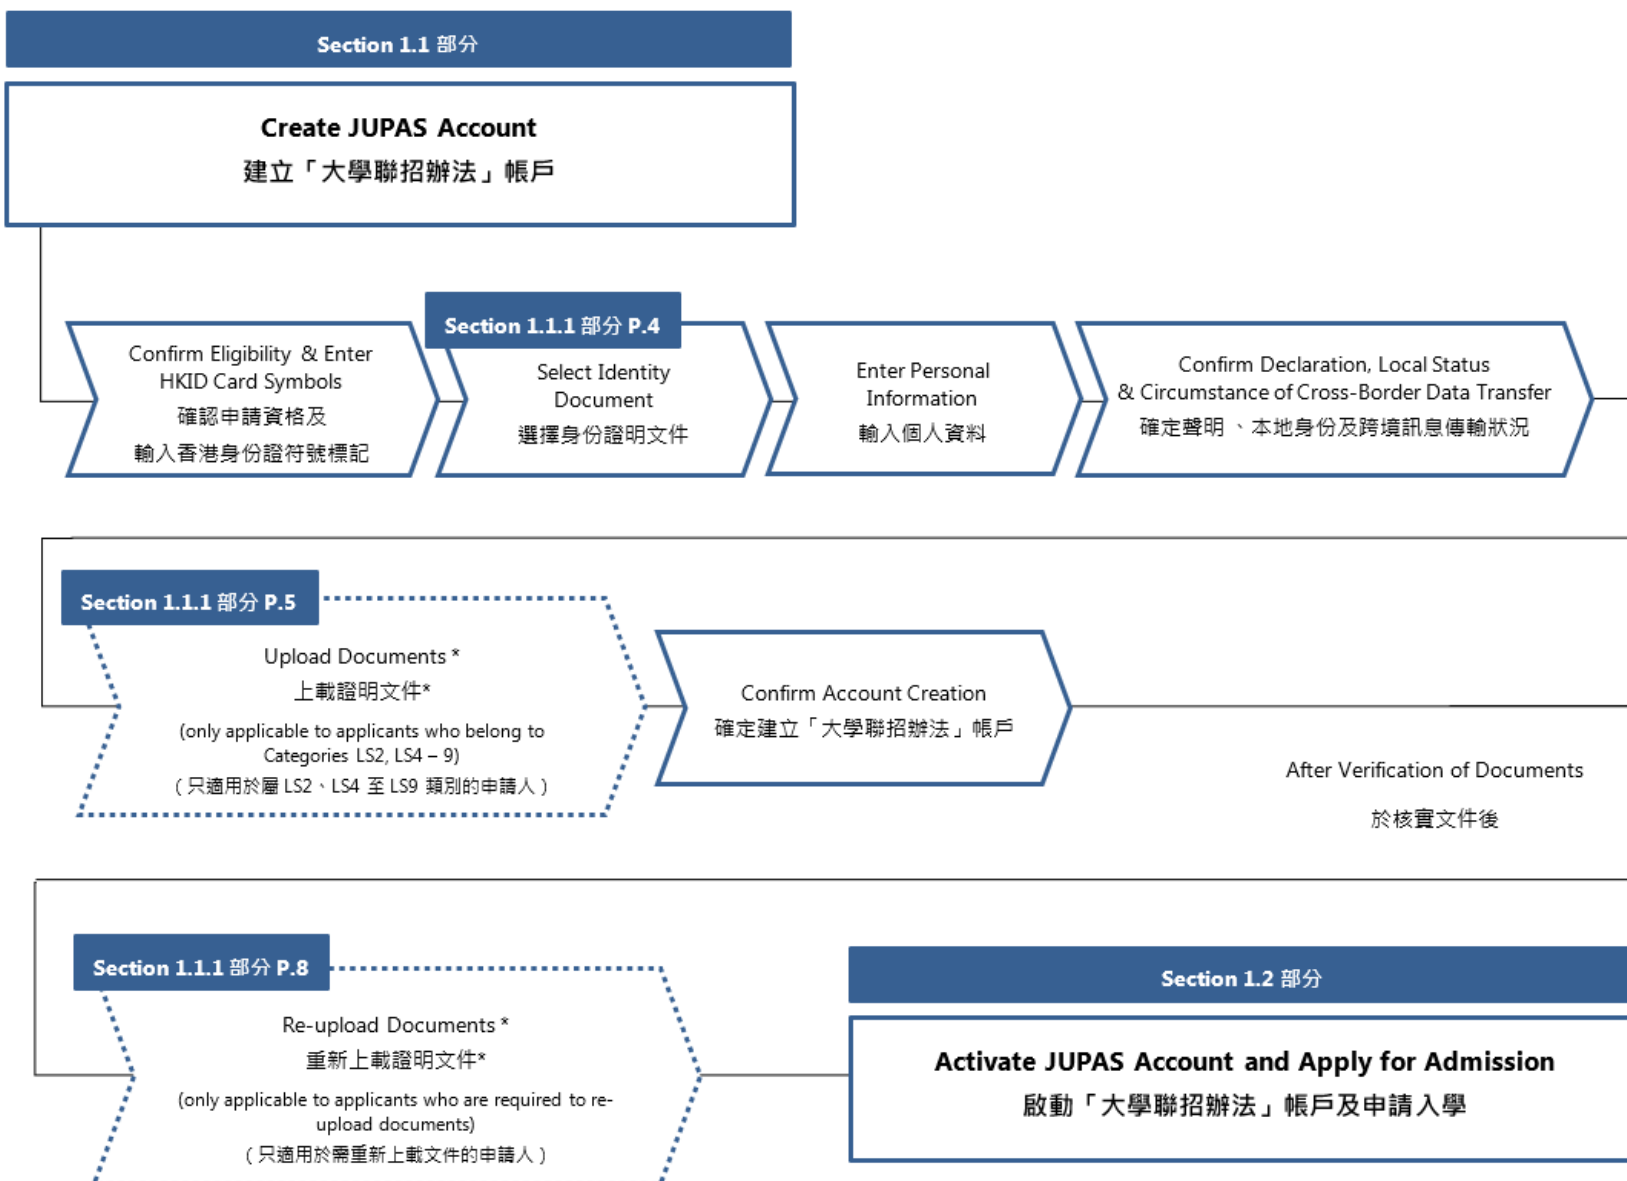 Section 1.1 部分
Create JUPAS Account
建立「大學聯招辦法」帳戶
Confirm Eligibility & Enter
HKID Card Symbols
確認申請資格及
輸入香港身份證符號標記
Section 1.1.1 部分 P.4
Select Identity
Document
選擇身份證明文件
Enter Personal
Information
輸入個人資料
Confirm Declaration, Local Status
& Circumstance of Cross-Border Data Transfer
確定聲明、本地身份及跨境訊息傳輸狀況
Section 1.1.1 部分 P.5
Upload Documents *
上載證明文件*
(only applicable to applicants who belong to
Categories LS2, LS4 – 9)
（只適用於屬 LS2、LS4 至 LS9 類別的申請人）
Confirm Account Creation
確定建立「大學聯招辦法」帳戶
After Verification of Documents
於核實文件後
Section 1.1.1 部分 P.8
Re-upload Documents *
重新上載證明文件*
(only applicable to applicants who are required to re-
upload documents)
（只適用於需重新上載文件的申請人）
Section 1.2 部分
Activate JUPAS Account and Apply for Admission
啟動「大學聯招辦法」帳戶及申請入學